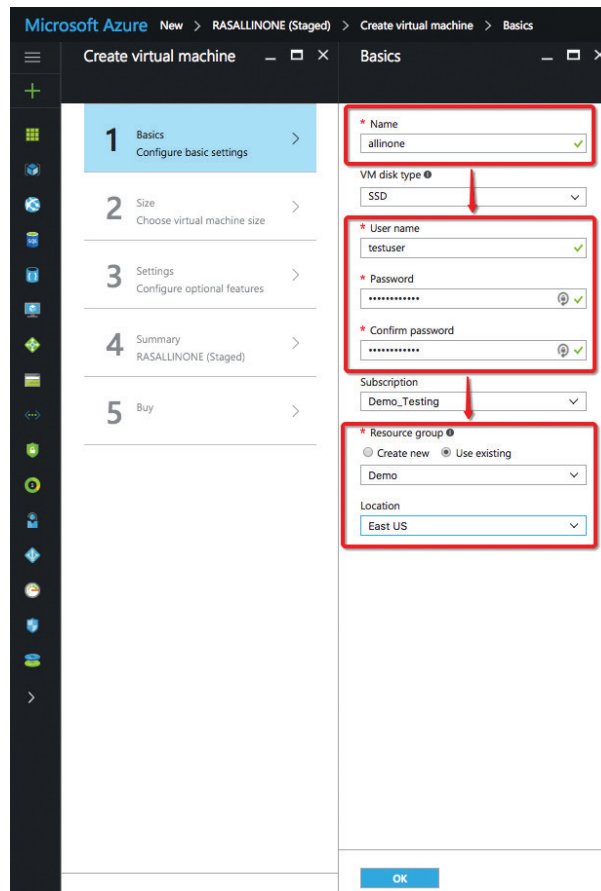 Microsoft Azure New > RASALLINONE (Staged) > Create virtual machine > Basics
Create virtual machine
Basics
1 Basics
Configure basic settings
2 Size
Choose virtual machine size
3 Settings
Configure optional features
4 Summary
RASALLINONE (Staged)
5 Buy
* Name
allinone
VM disk type
SSD
* User name
testuser
* Password
••••••••••••
* Confirm password
••••••••••••
Subscription
Demo_Testing
* Resource group
Create new Use existing
Demo
Location
East US
OK